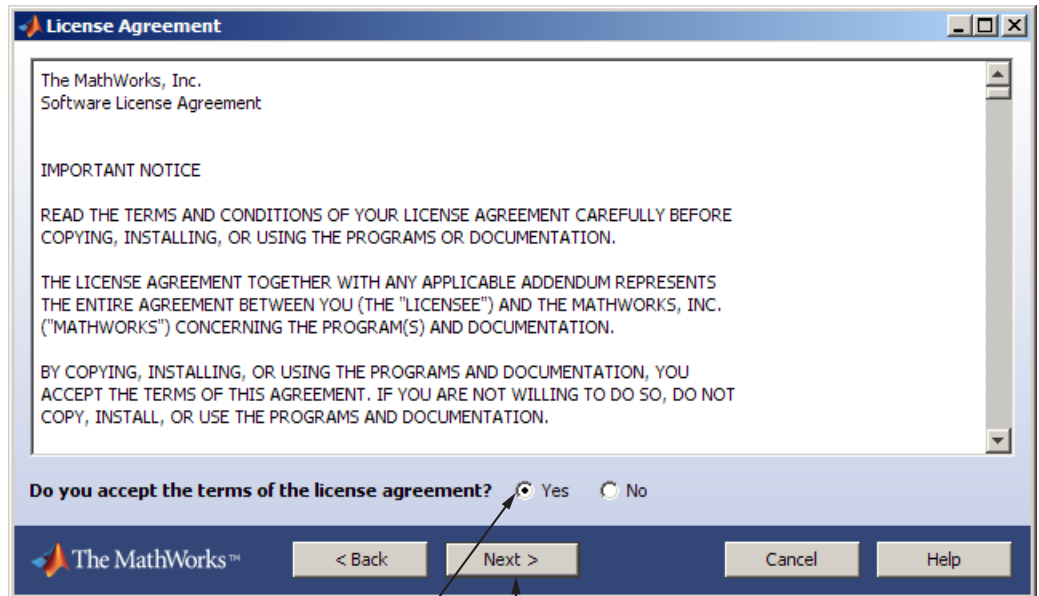 License Agreement
The MathWorks, Inc.
Software License Agreement
IMPORTANT NOTICE
READ THE TERMS AND CONDITIONS OF YOUR LICENSE AGREEMENT CAREFULLY BEFORE
COPYING, INSTALLING, OR USING THE PROGRAMS OR DOCUMENTATION.
THE LICENSE AGREEMENT TOGETHER WITH ANY APPLICABLE ADDENDUM REPRESENTS
THE ENTIRE AGREEMENT BETWEEN YOU (THE "LICENSEE") AND THE MATHWORKS, INC.
("MATHWORKS") CONCERNING THE PROGRAM(S) AND DOCUMENTATION.
BY COPYING, INSTALLING, OR USING THE PROGRAMS AND DOCUMENTATION, YOU
ACCEPT THE TERMS OF THIS AGREEMENT. IF YOU ARE NOT WILLING TO DO SO, DO NOT
COPY, INSTALL, OR USE THE PROGRAMS AND DOCUMENTATION.
Do you accept the terms of the license agreement? Yes No
The MathWorks™ < Back Next > Cancel Help